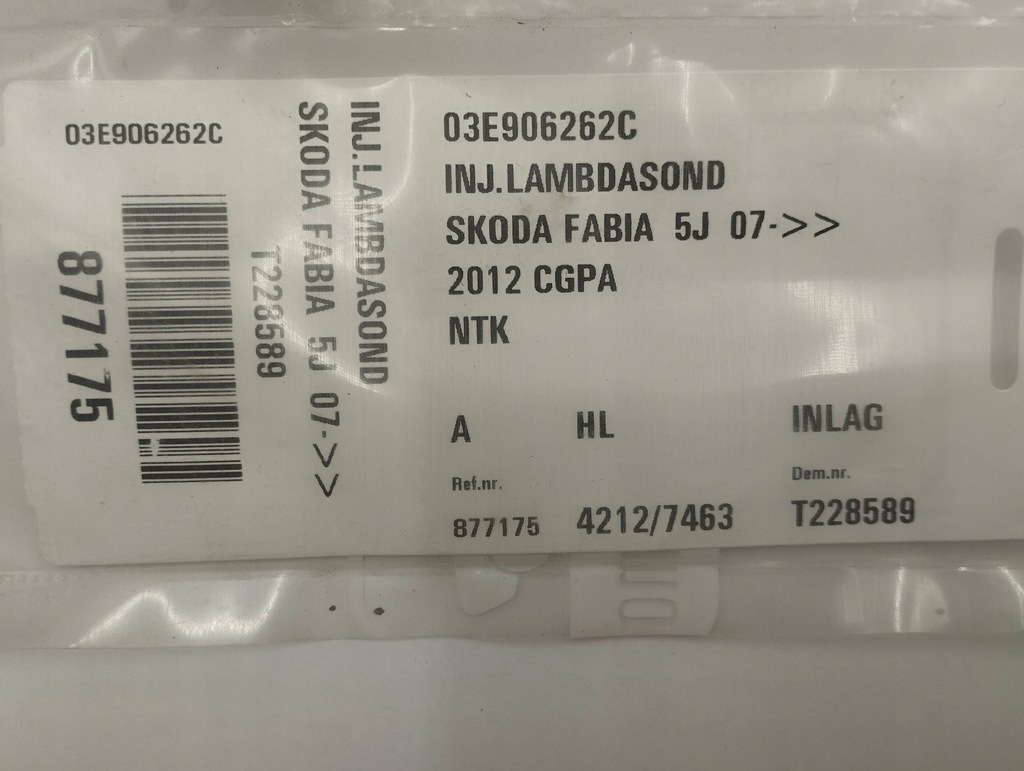 03E906262C
877175
T228589
SKODA FABIA 5J 07->>
INJ.LAMBDASOND
03E906262C
INJ.LAMBDASOND
SKODA FABIA 5J 07->>
2012 CGPA
NTK
A HL INLAG
Ref.nr. Dem.nr.
877175 4212/7463 T228589